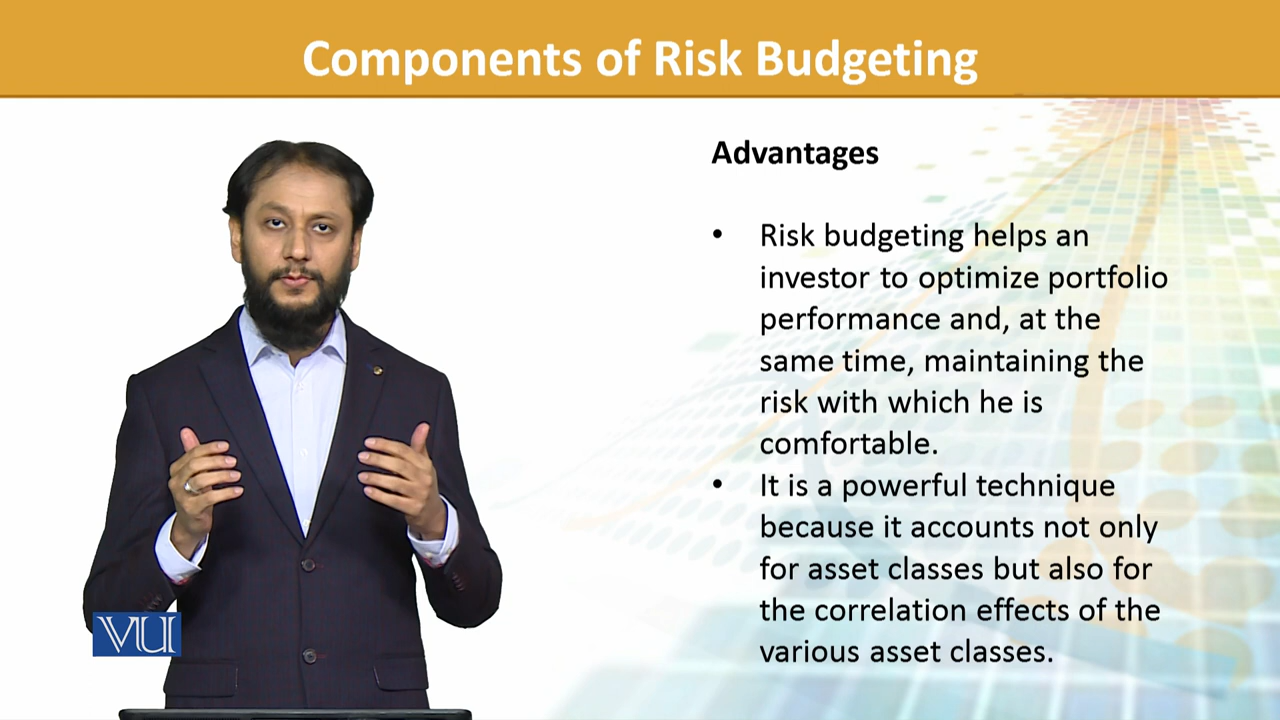 Components of Risk Budgeting
Advantages
• Risk budgeting helps an
investor to optimize portfolio
performance and, at the
same time, maintaining the
risk with which he is
comfortable.
• It is a powerful technique
because it accounts not only
for asset classes but also for
the correlation effects of the
various asset classes.
VU